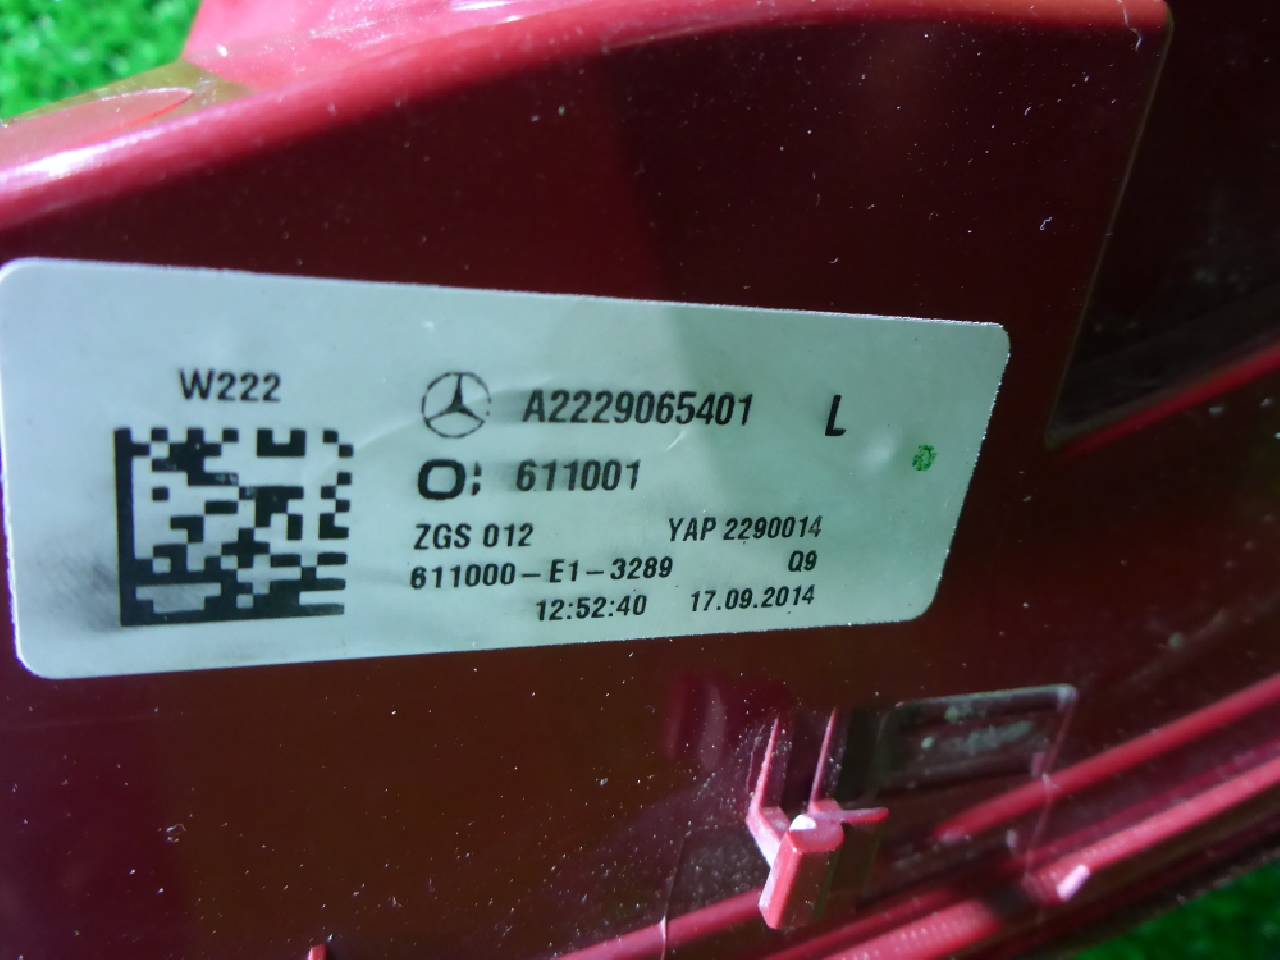 W222
A2229065401 L
O: 611001
ZGS 012 YAP 2290014
611000-E1-3289 Q9
12:52:40 17.09.2014